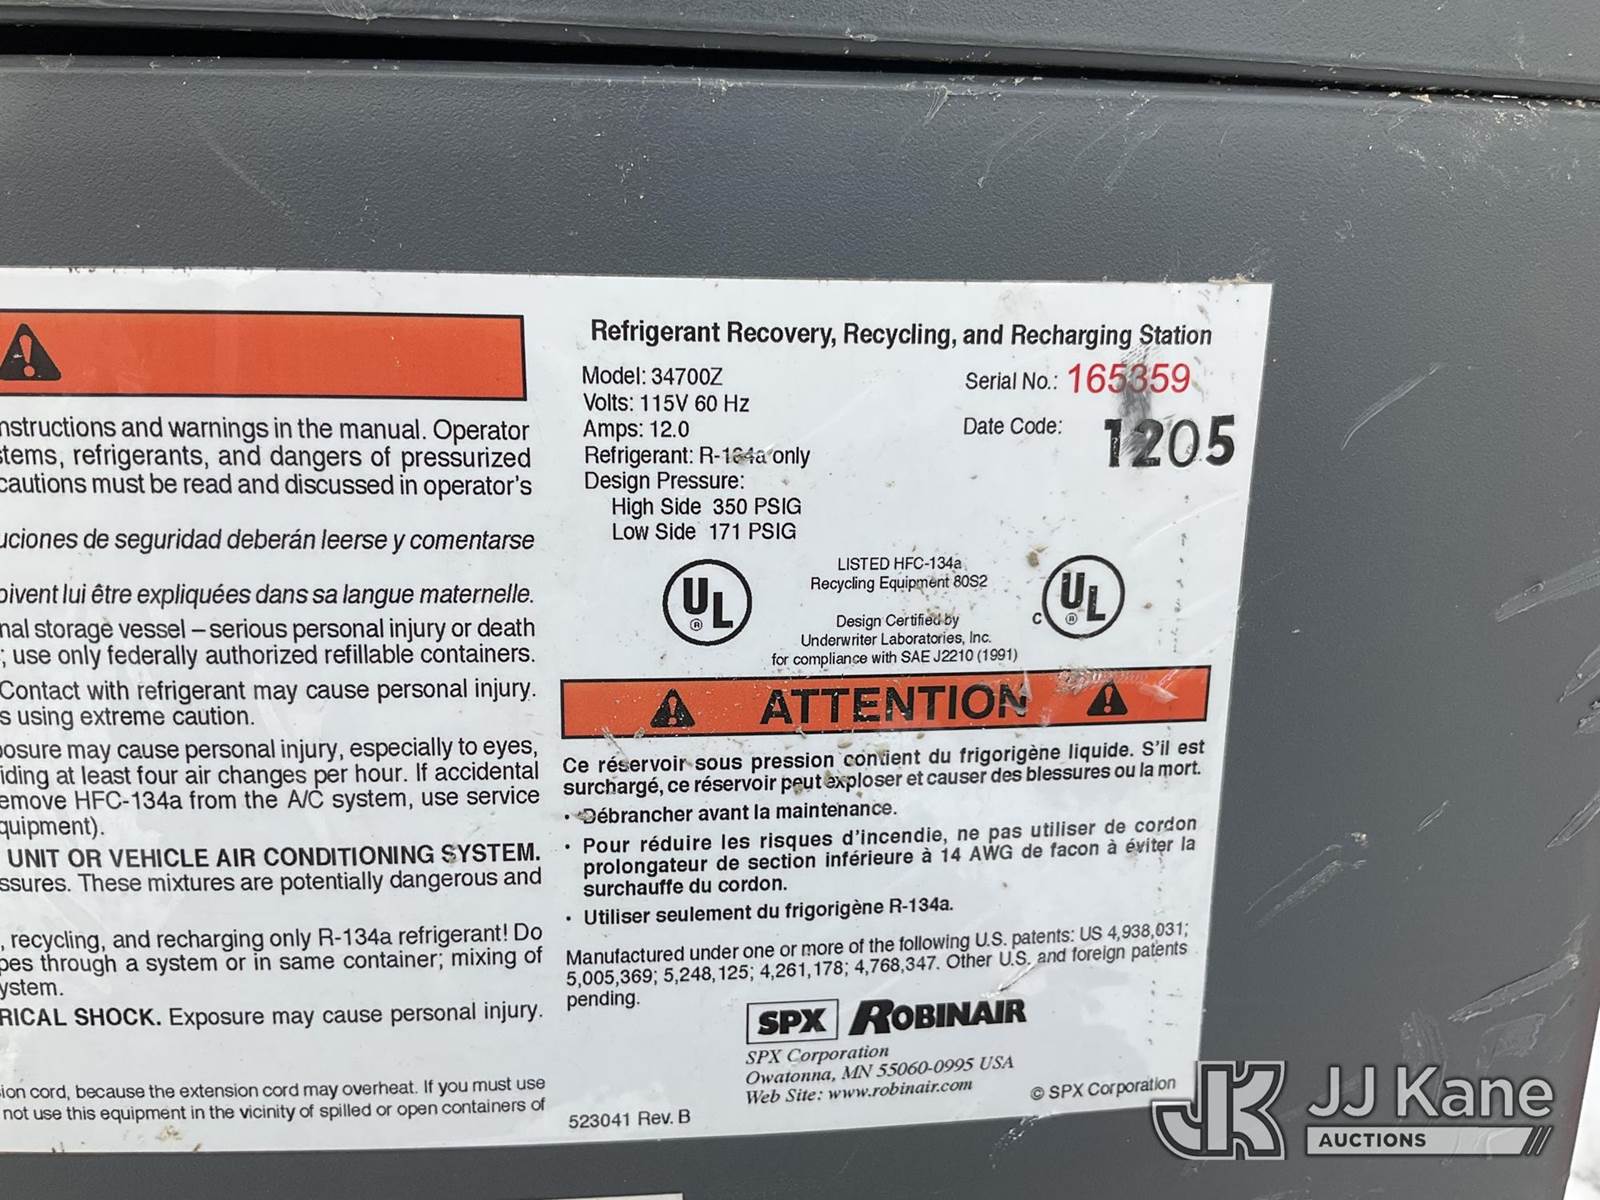 nstructions and warnings in the manual. Operator
tems, refrigerants, and dangers of pressurized
cautions must be read and discussed in operator's
uciones de seguridad deberán leerse y comentarse
oivent lui être expliquées dans sa langue maternelle.
nal storage vessel – serious personal injury or death
; use only federally authorized refillable containers.
Contact with refrigerant may cause personal injury.
s using extreme caution.
posure may cause personal injury, especially to eyes,
iding at least four air changes per hour. If accidental
emove HFC-134a from the A/C system, use service
quipment).
UNIT OR VEHICLE AIR CONDITIONING SYSTEM.
ssures. These mixtures are potentially dangerous and
, recycling, and recharging only R-134a refrigerant! Do
pes through a system or in same container; mixing of
ystem.
RICAL SHOCK. Exposure may cause personal injury.
ion cord, because the extension cord may overheat. If you must use
not use this equipment in the vicinity of spilled or open containers of
Refrigerant Recovery, Recycling, and Recharging Station
Model: 34700Z
Volts: 115V 60 Hz
Amps: 12.0
Refrigerant: R-134a only
Design Pressure:
High Side 350 PSIG
Low Side 171 PSIG
Serial No.: 165359
Date Code: 1205
UL ®
LISTED HFC-134a
Recycling Equipment 80S2
Design Certified by
Underwriter Laboratories, Inc.
for compliance with SAE J2210 (1991)
C UL ®
ATTENTION
Ce réservoir sous pression contient du frigorigène liquide. S'il est
surchargé, ce réservoir peut exploser et causer des blessures ou la mort.
· Débrancher avant la maintenance.
· Pour réduire les risques d'incendie, ne pas utiliser de cordon
prolongateur de section inférieure à 14 AWG de facon à éviter la
surchauffe du cordon.
· Utiliser seulement du frigorigène R-134a.
Manufactured under one or more of the following U.S. patents: US 4,938,031;
5,005,369; 5,248,125; 4,261,178; 4,768,347. Other U.S. and foreign patents
pending.
SPX ROBINAIR
SPX Corporation
Owatonna, MN 55060-0995 USA
Web Site: www.robinair.com
© SPX Corporation
523041 Rev. B
JK JJ Kane
AUCTIONS